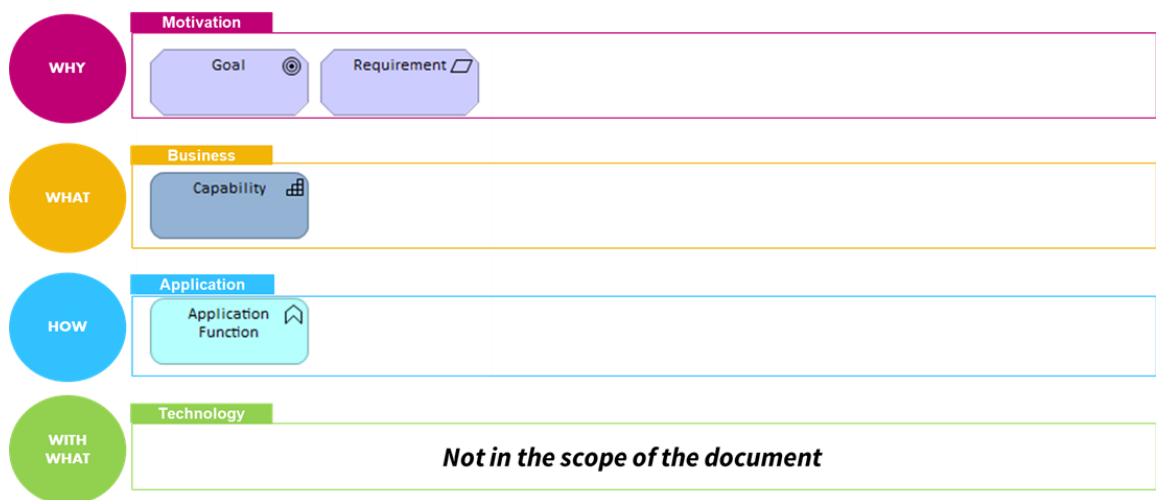 Motivation
WHY
Goal
Requirement
Business
WHAT
Capability
Application
HOW
Application
Function
Technology
WITH
WHAT
Not in the scope of the document